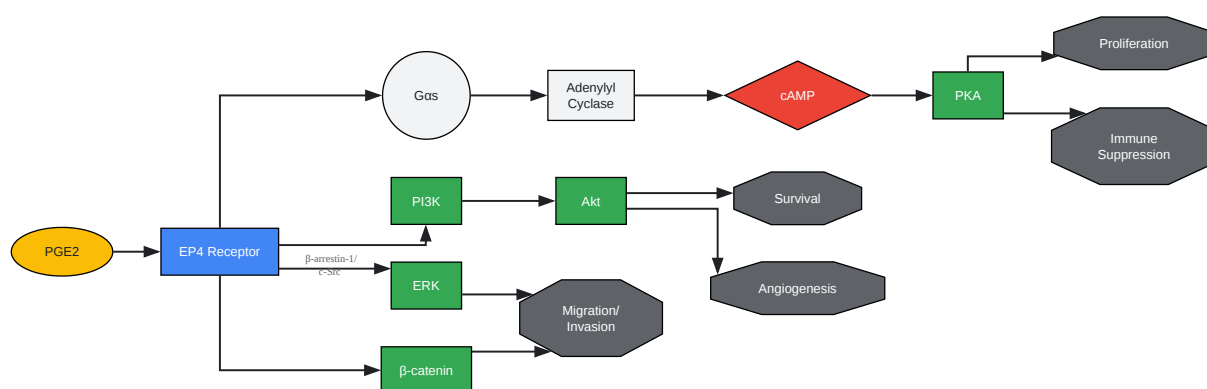 Proliferation
Gαs
Adenylyl
Cyclase
cAMP
PKA
Immune
Suppression
PI3K
Akt
Survival
PGE2
EP4 Receptor
β-arrestin-1/
c-Src
ERK
Angiogenesis
Migration/
Invasion
β-catenin